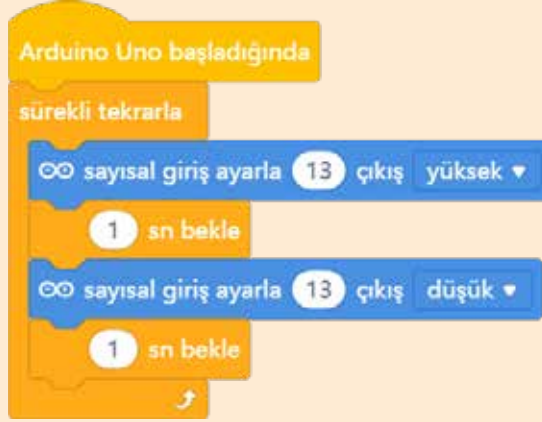 Arduino Uno başladığında
sürekli tekrarla
sayısal giriş ayarla 13 çıkış yüksek
1 sn bekle
sayısal giriş ayarla 13 çıkış düşük
1 sn bekle